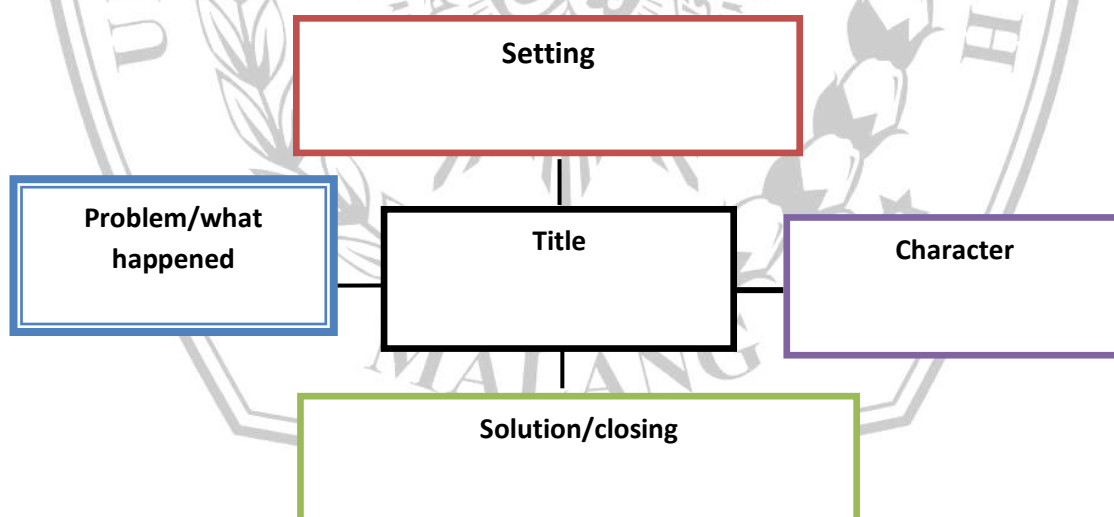 Setting
Problem/what
happened
Title
Character
Solution/closing
MALANG